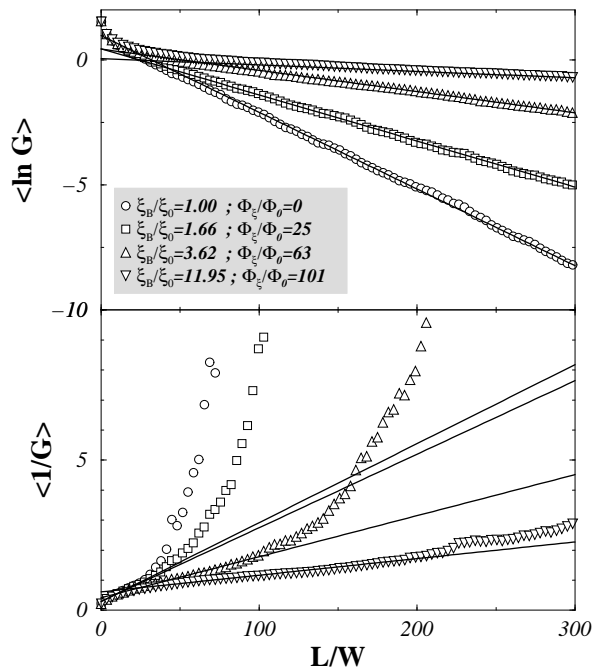 0
−5
−10
<ln G>
ξB/ξ0=1.00 ; Φξ/Φ0=0
ξB/ξ0=1.66 ; Φξ/Φ0=25
ξB/ξ0=3.62 ; Φξ/Φ0=63
ξB/ξ0=11.95 ; Φξ/Φ0=101
5
0
<1/G>
0 100 200 300
L/W